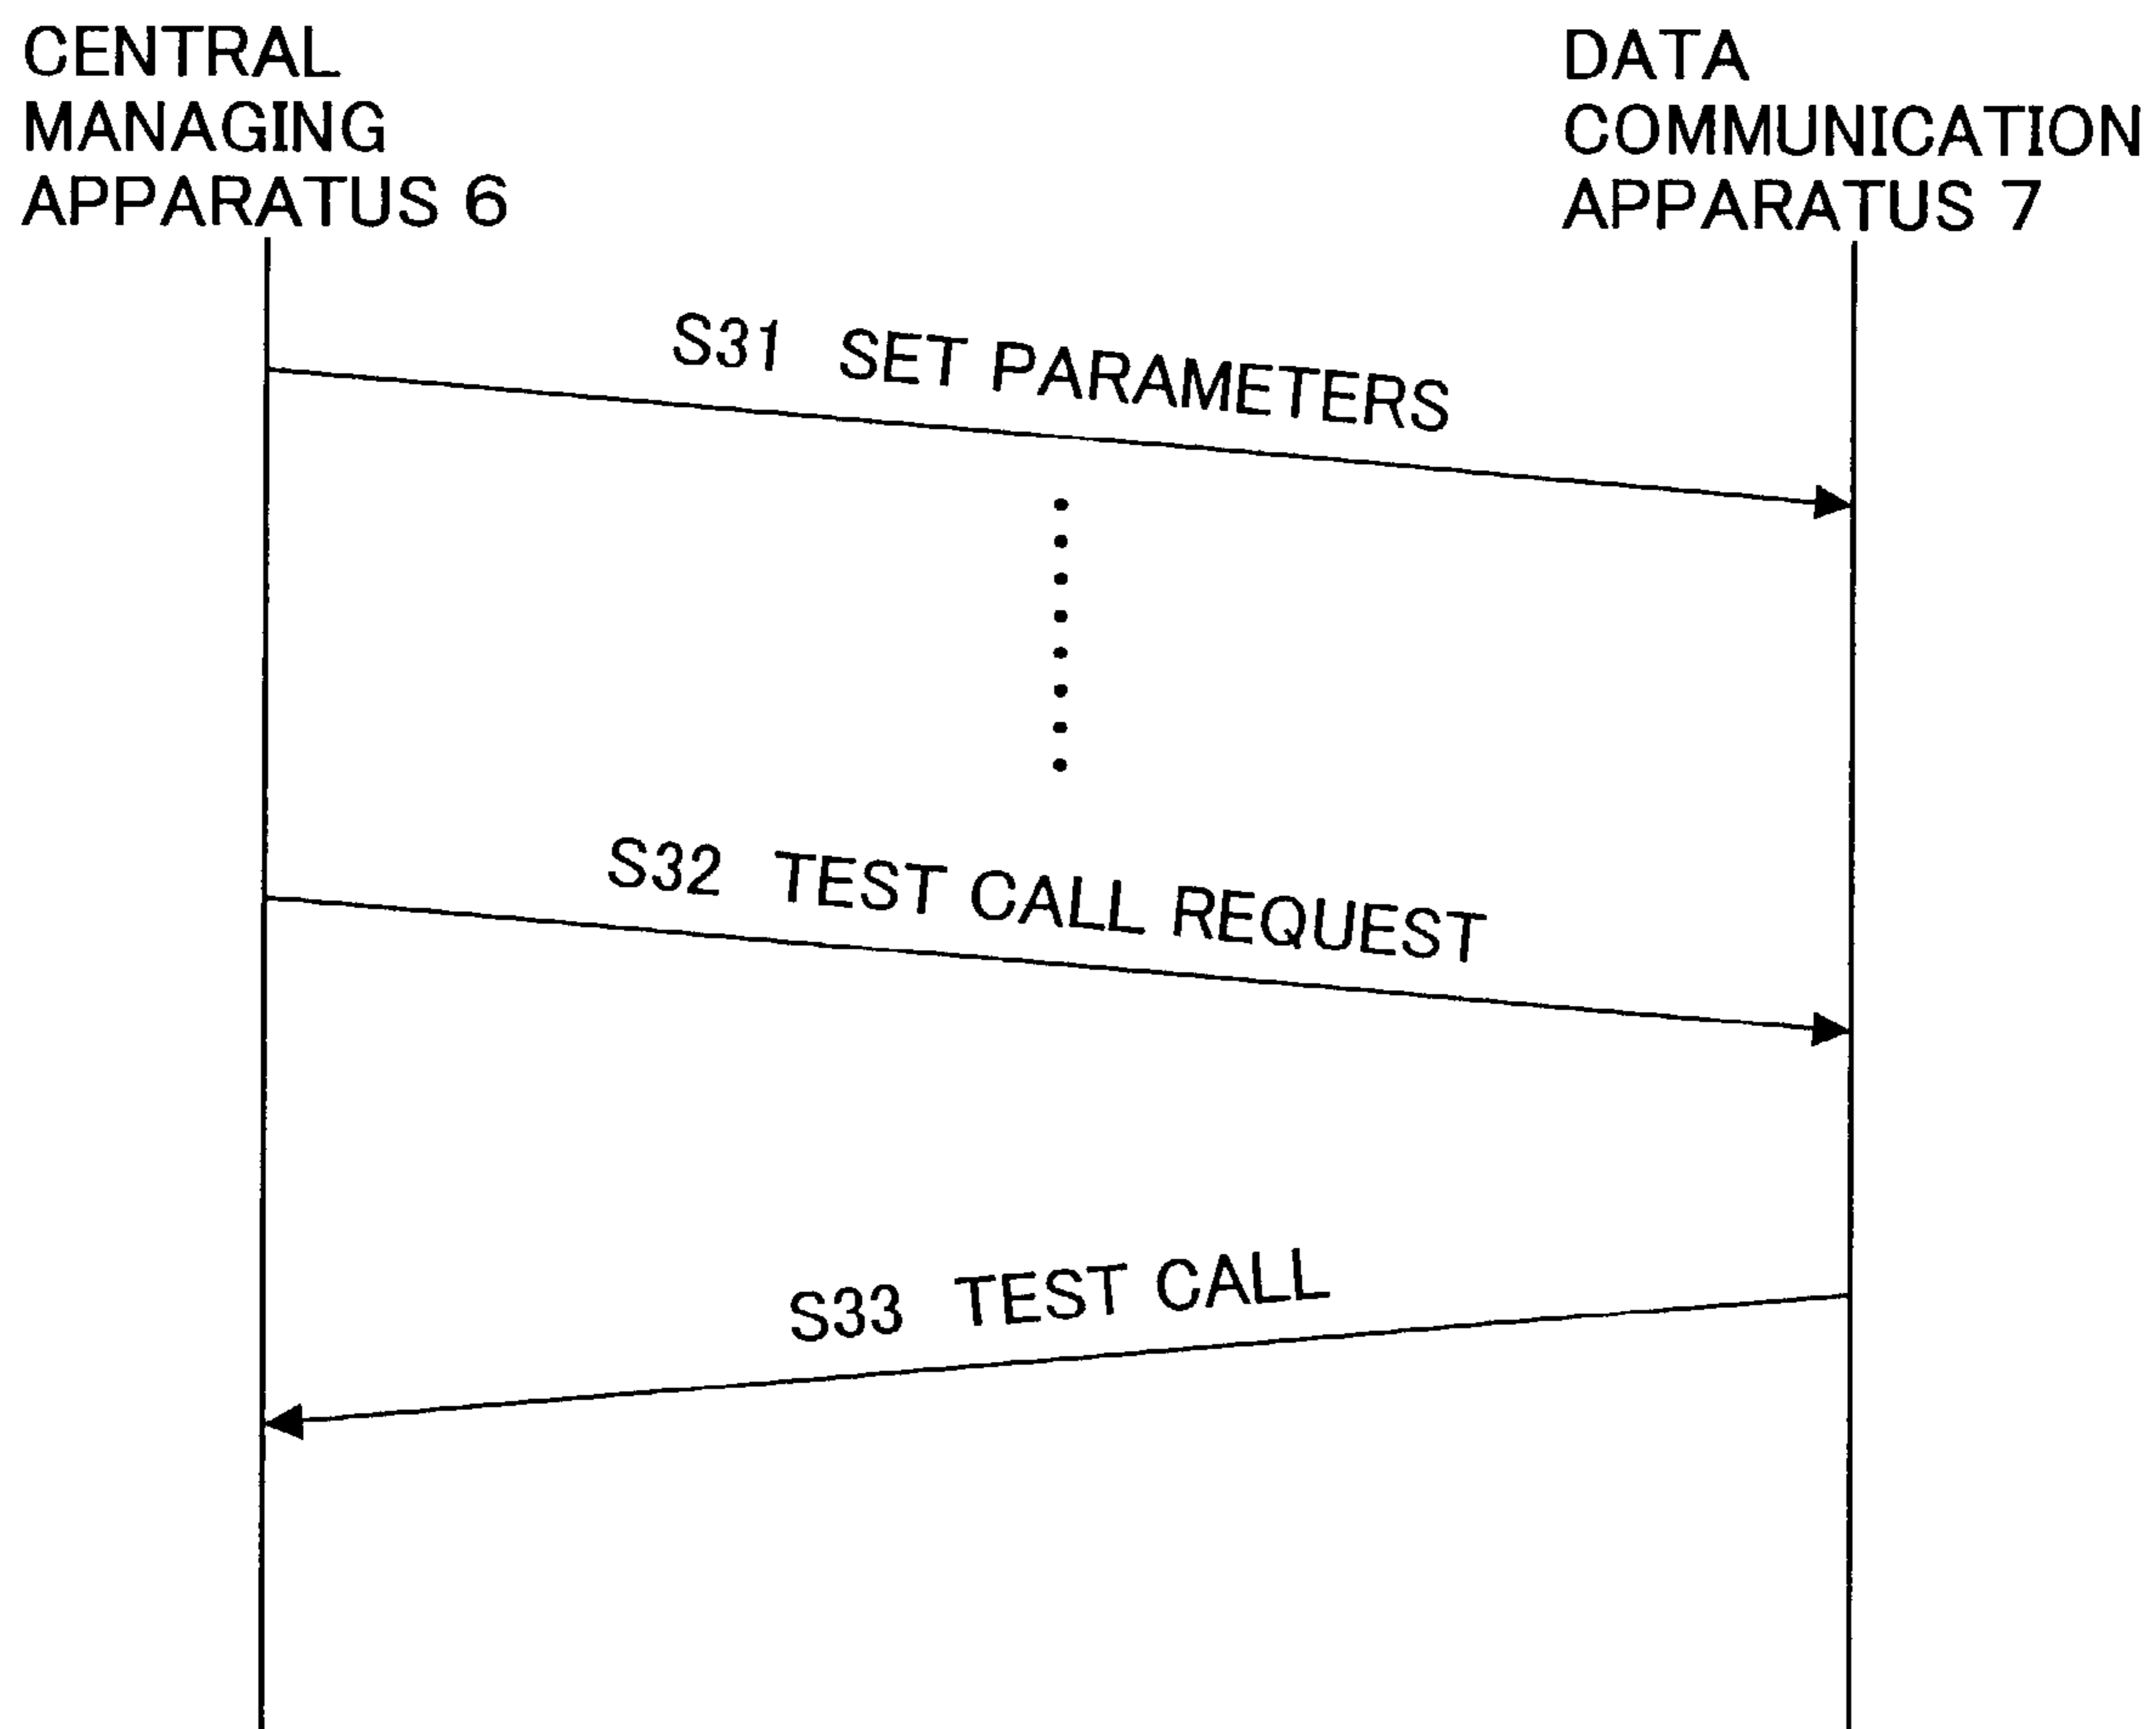 CENTRAL
MANAGING
APPARATUS 6
DATA
COMMUNICATION
APPARATUS 7
S31 SET PARAMETERS
S32 TEST CALL REQUEST
S33 TEST CALL